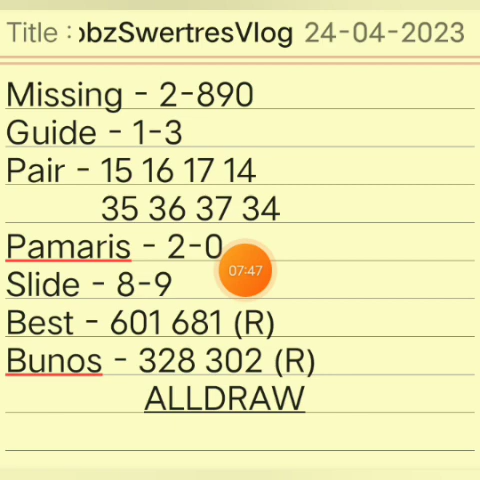 Title : obzSwertresVlog 24-04-2023
Missing - 2-890
Guide - 1-3
Pair - 15 16 17 14
35 36 37 34
Pamaris - 2-0
07:47
Slide - 8-9
Best - 601 681 (R)
Bunos - 328 302 (R)
ALLDRAW